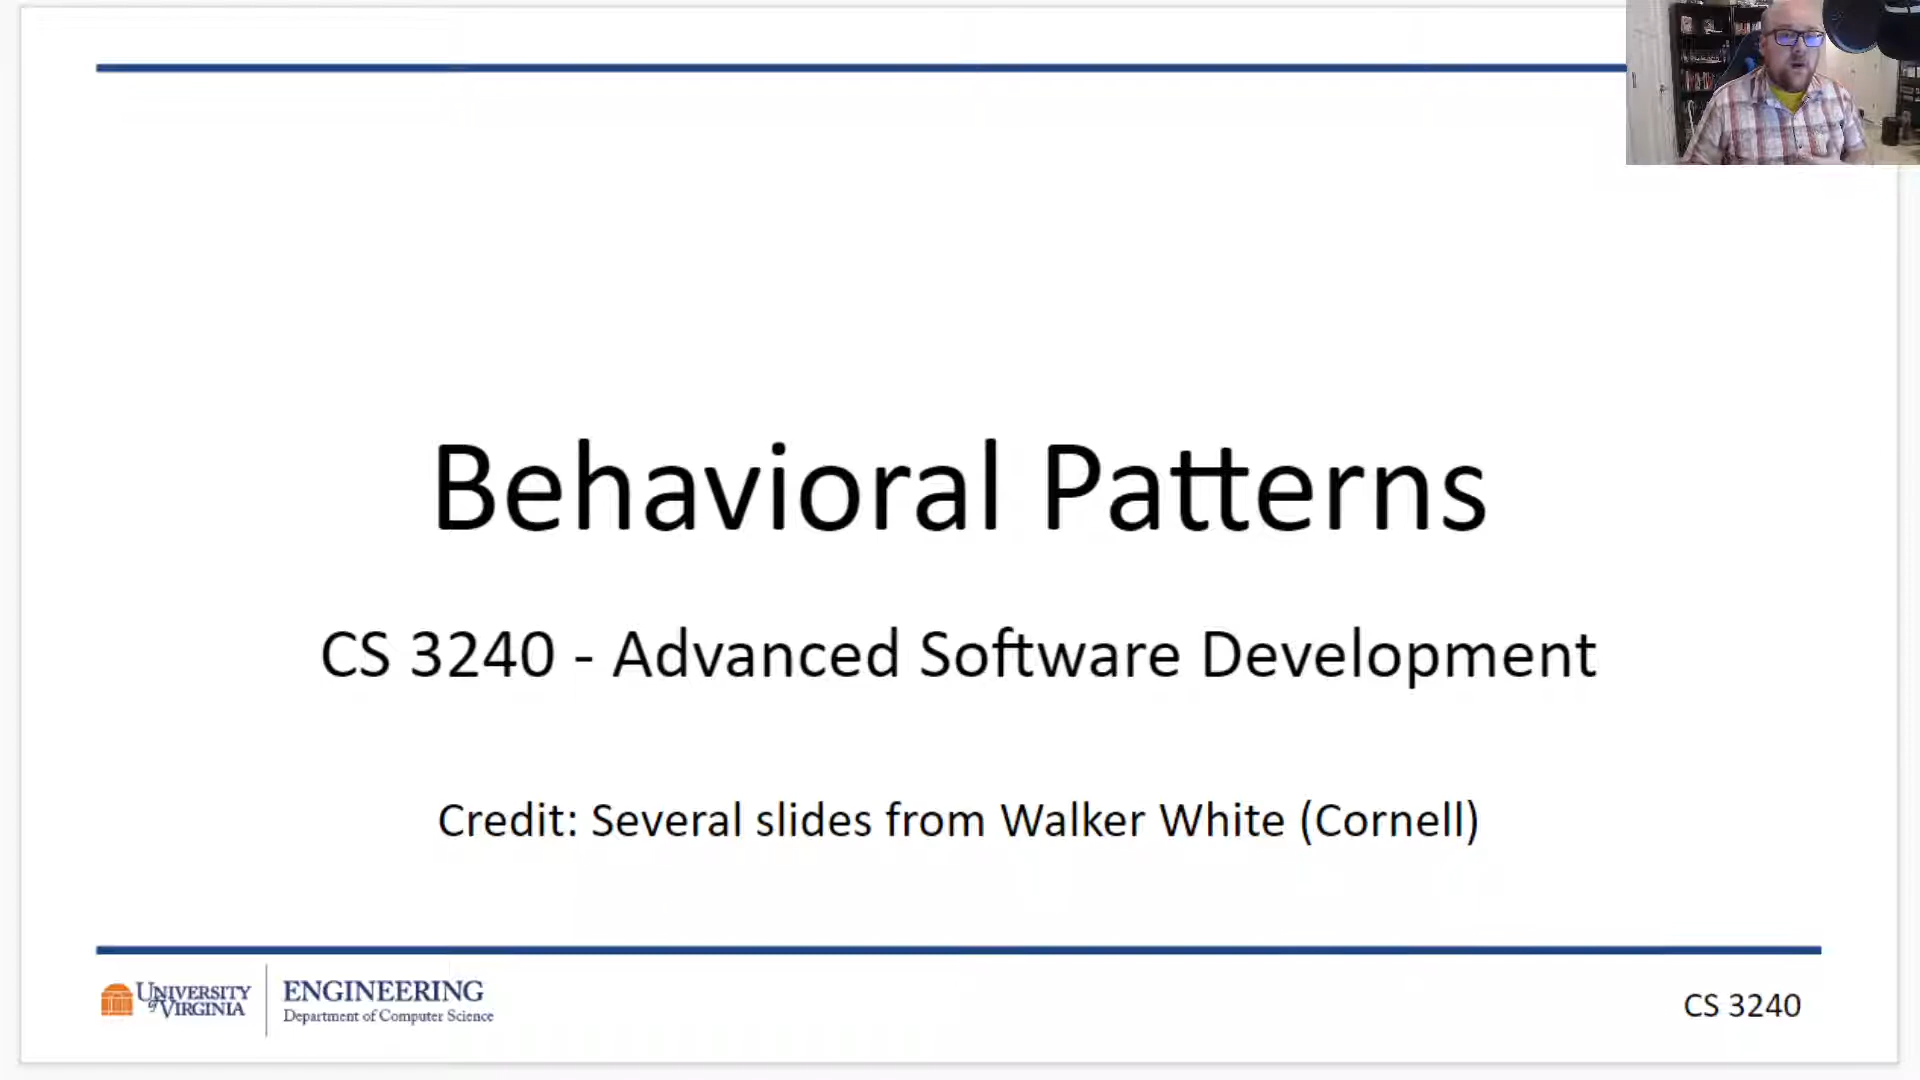 Behavioral Patterns
CS 3240 - Advanced Software Development
Credit: Several slides from Walker White (Cornell)
UNIVERSITY
of VIRGINIA
ENGINEERING
Department of Computer Science
CS 3240